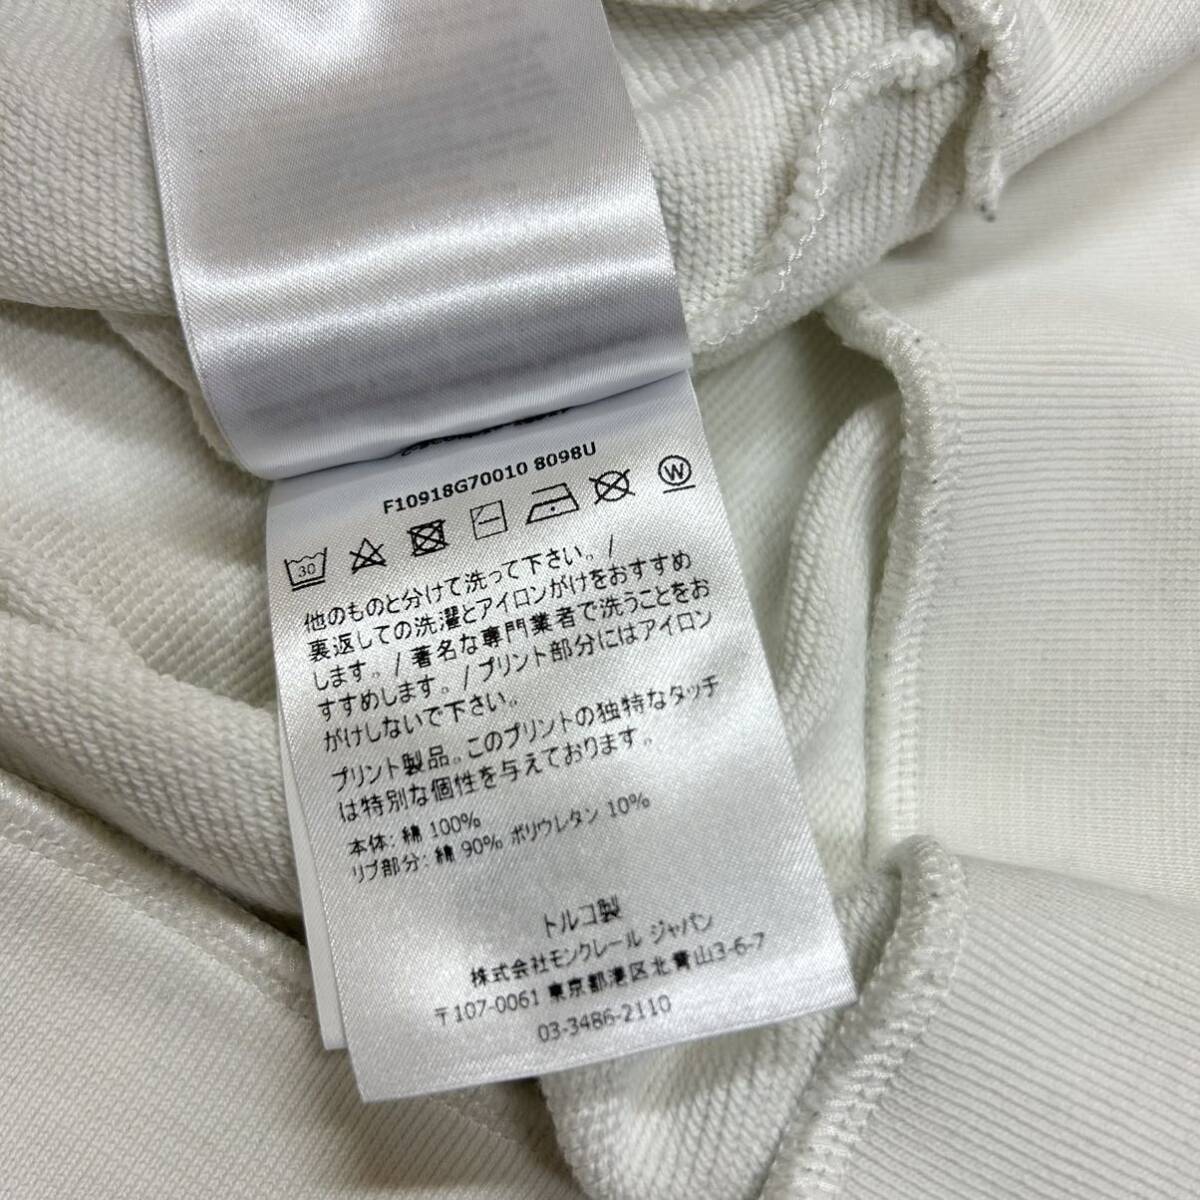 F10918G70010 8098U
30
W
他のものと分けて洗って下さい。/
裏返しての洗濯とアイロンがけをおすすめ
します。/著名な専門業者で洗うことをお
すすめします。/プリント部分にはアイロン
がけしないで下さい。
プリント製品。このプリントの独特なタッチ
は特別な個性を与えております。
本体: 綿 100%
リブ部分: 綿 90% ポリウレタン 10%
トルコ製
株式会社モンクレール ジャパン
〒107-0061 東京都港区北青山3-6-7
03-3486-2110